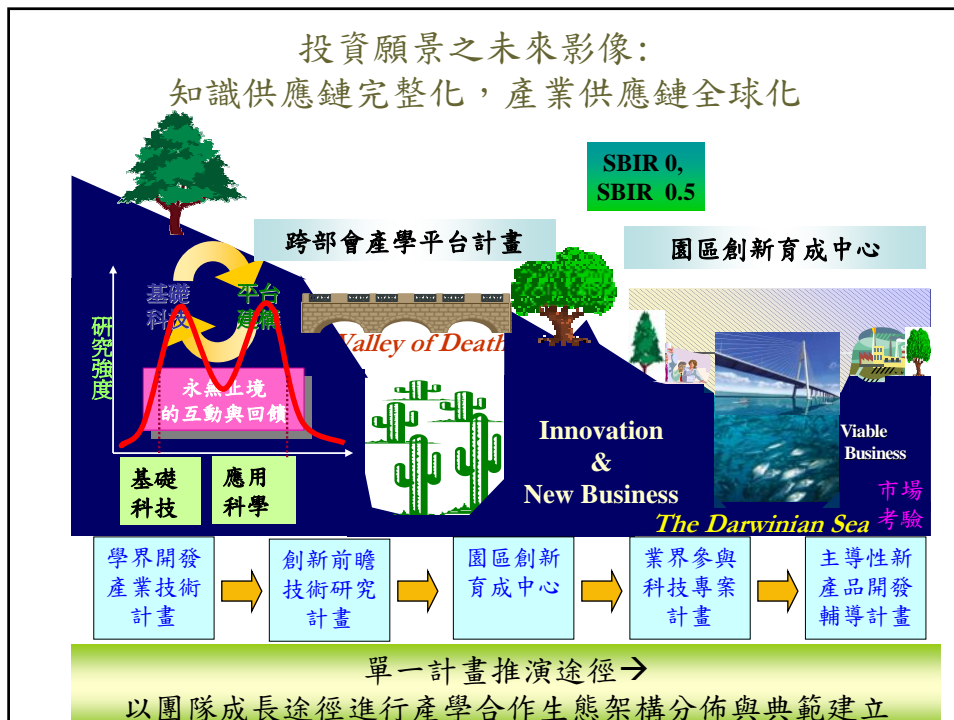 投資願景之未來影像:
知識供應鏈完整化，產業供應鏈全球化
SBIR 0,
SBIR 0.5
跨部會產學平台計畫
園區創新育成中心
基礎
科技
平台
建構
研究強度
Valley of Death
永無止境
的互動與回饋
Innovation
&
New Business
Viable
Business
基礎
科技
應用
科學
市場
考驗
The Darwinian Sea
學界開發
產業技術
計畫
創新前瞻
技術研究
計畫
園區創新
育成中心
業界參與
科技專案
計畫
主導性新
產品開發
輔導計畫
單一計畫推演途徑→
以團隊成長途徑進行產學合作生態架構分佈與典範建立